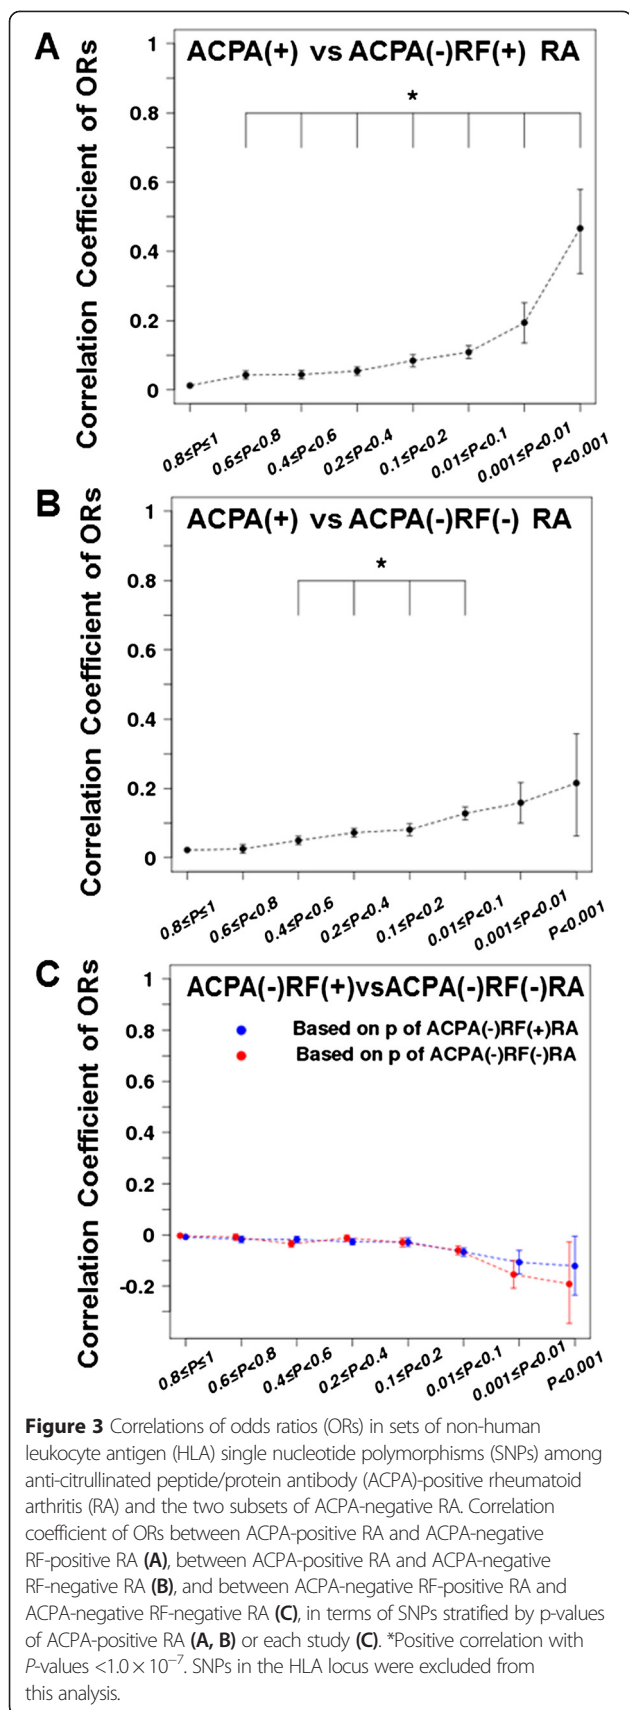 A
ACPA(+) vs ACPA(-)RF(+) RA
Correlation Coefficient of ORs
1
0.8
0.6
0.4
0.2
0
*
0.8≤P≤1
0.6≤P<0.8
0.4≤P<0.6
0.2≤P<0.4
0.1≤P<0.2
0.01≤P<0.1
0.001≤P<0.01
P<0.001
B
ACPA(+) vs ACPA(-)RF(-) RA
Correlation Coefficient of ORs
1
0.8
0.6
0.4
0.2
0
*
0.8≤P≤1
0.6≤P<0.8
0.4≤P<0.6
0.2≤P<0.4
0.1≤P<0.2
0.01≤P<0.1
0.001≤P<0.01
P<0.001
C
ACPA(-)RF(+)vsACPA(-)RF(-)RA
Based on p of ACPA(-)RF(+)RA
Based on p of ACPA(-)RF(-)RA
Correlation Coefficient of ORs
1
0.8
0.6
0.4
0.2
0
-0.2
0.8≤P≤1
0.6≤P<0.8
0.4≤P<0.6
0.2≤P<0.4
0.1≤P<0.2
0.01≤P<0.1
0.001≤P<0.01
P<0.001
Figure 3 Correlations of odds ratios (ORs) in sets of non-human
leukocyte antigen (HLA) single nucleotide polymorphisms (SNPs) among
anti-citrullinated peptide/protein antibody (ACPA)-positive rheumatoid
arthritis (RA) and the two subsets of ACPA-negative RA. Correlation
coefficient of ORs between ACPA-positive RA and ACPA-negative
RF-positive RA (A), between ACPA-positive RA and ACPA-negative
RF-negative RA (B), and between ACPA-negative RF-positive RA and
ACPA-negative RF-negative RA (C), in terms of SNPs stratified by p-values
of ACPA-positive RA (A, B) or each study (C). *Positive correlation with
P-values <1.0 × 10⁻⁷. SNPs in the HLA locus were excluded from
this analysis.